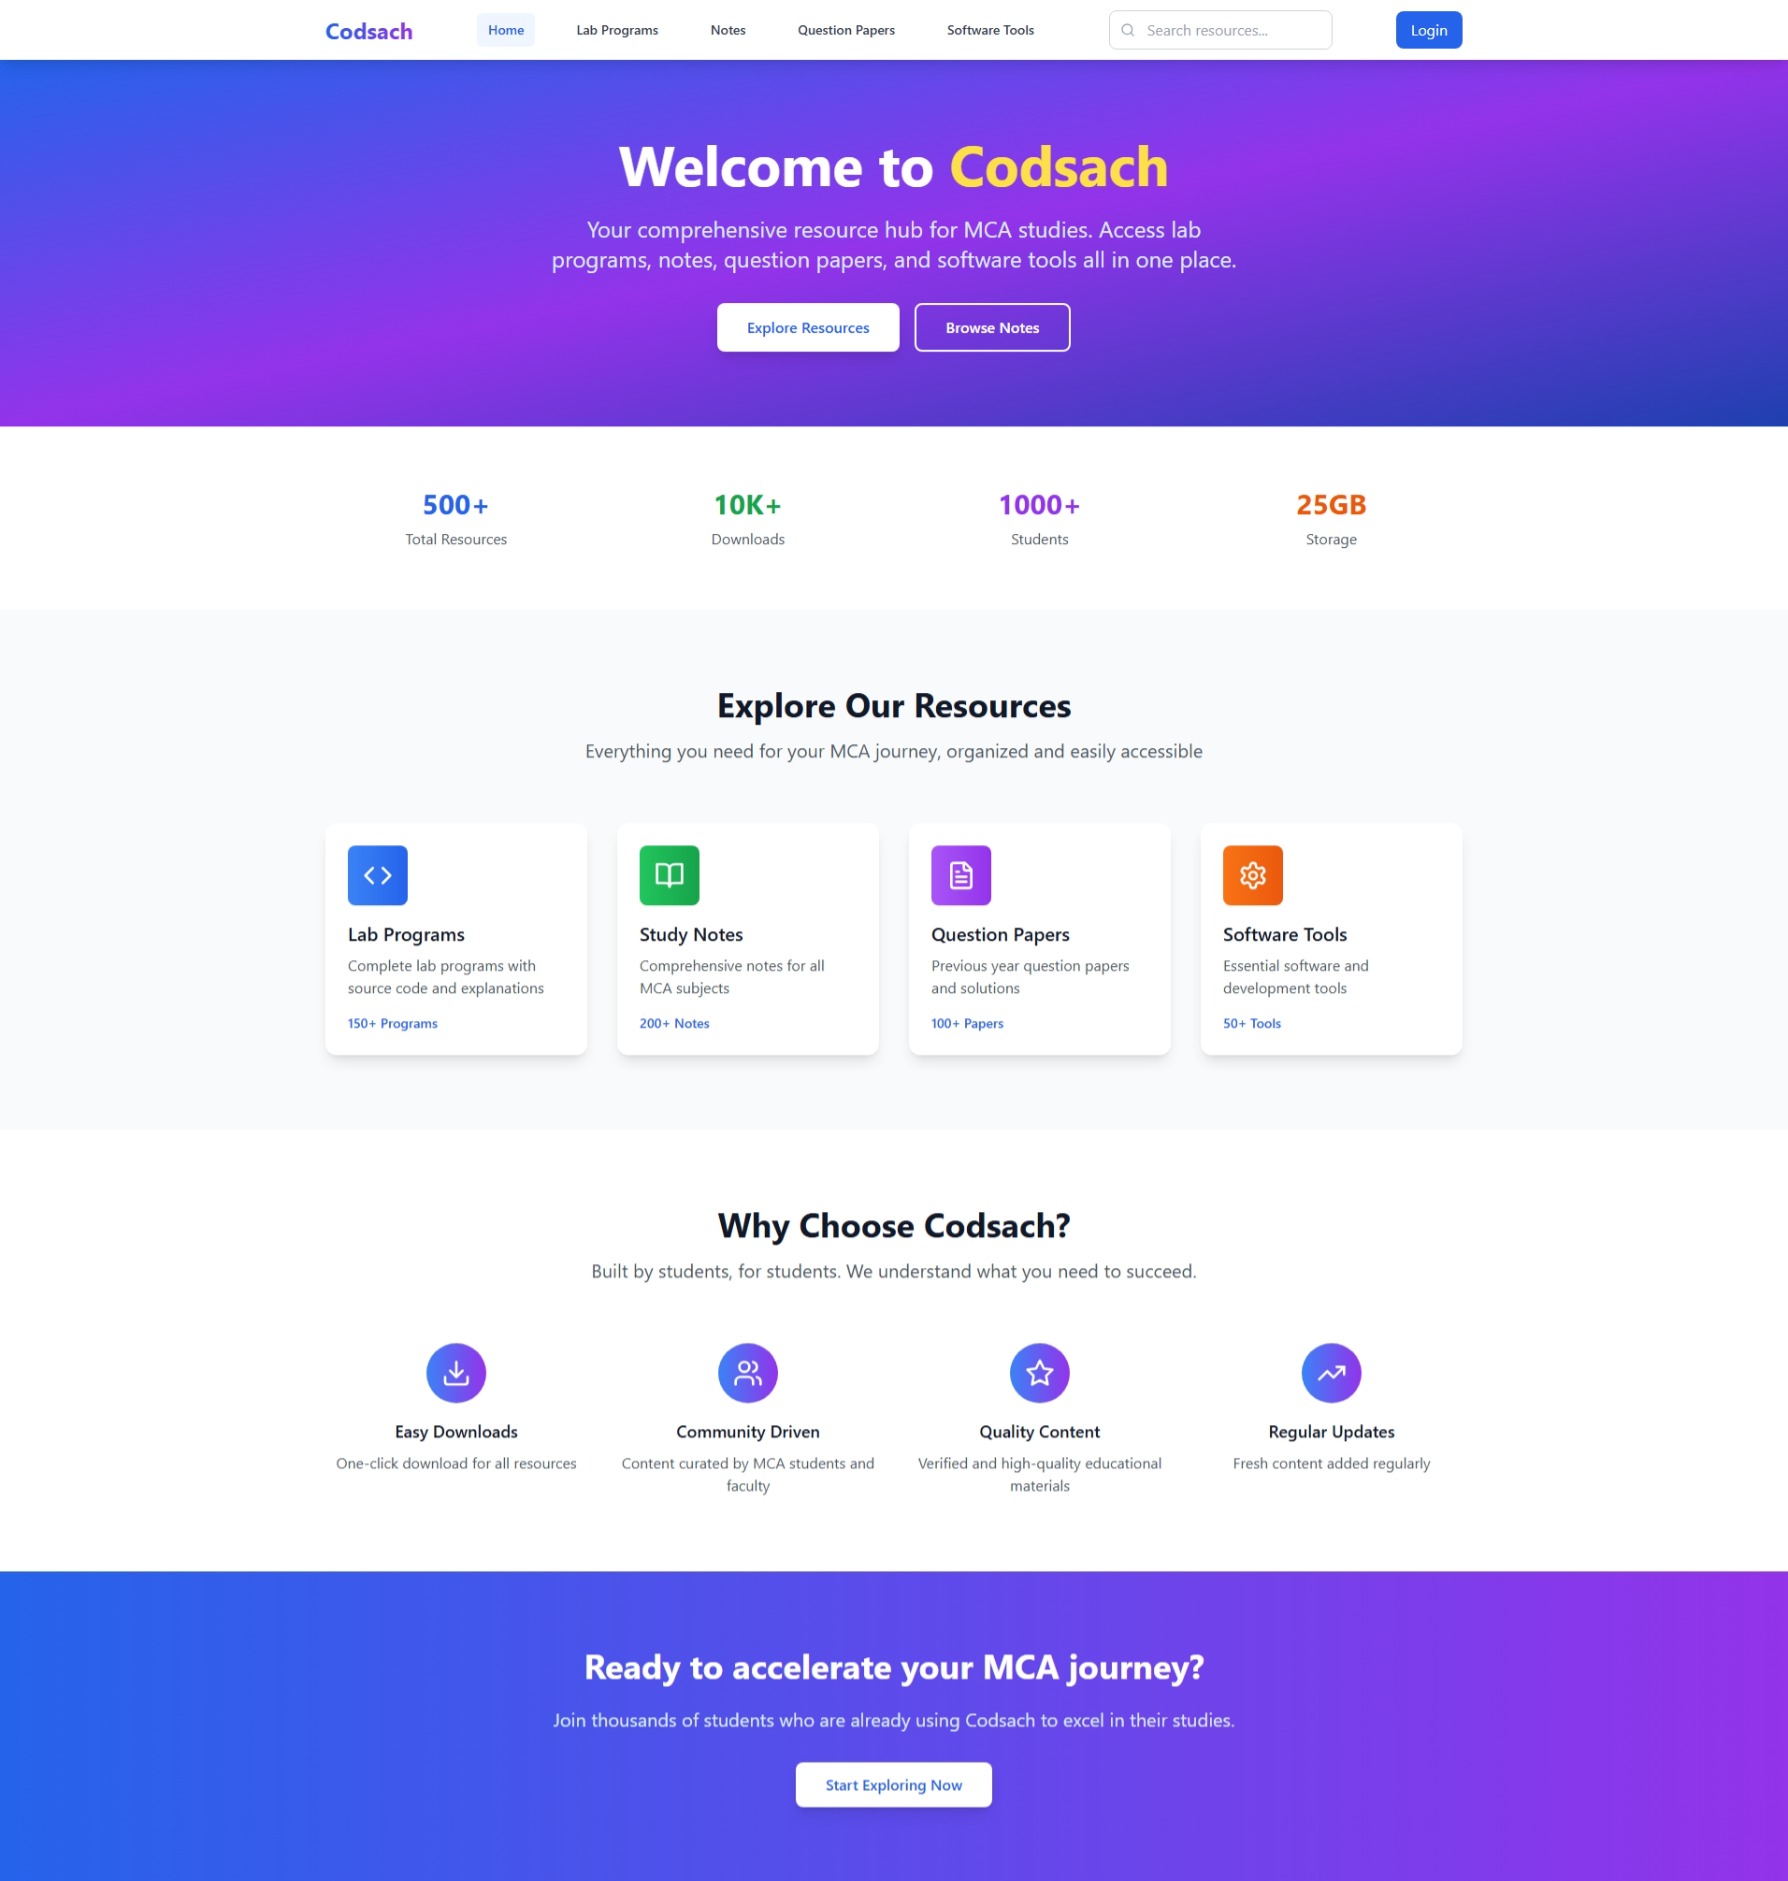 Codsach
Home
Lab Programs
Notes
Question Papers
Software Tools
Search resources...
Login
Welcome to Codsach
Your comprehensive resource hub for MCA studies. Access lab
programs, notes, question papers, and software tools all in one place.
Explore Resources
Browse Notes
500+
Total Resources
10K+
Downloads
1000+
Students
25GB
Storage
Explore Our Resources
Everything you need for your MCA journey, organized and easily accessible
Lab Programs
Complete lab programs with
source code and explanations
150+ Programs
Study Notes
Comprehensive notes for all
MCA subjects
200+ Notes
Question Papers
Previous year question papers
and solutions
100+ Papers
Software Tools
Essential software and
development tools
50+ Tools
Why Choose Codsach?
Built by students, for students. We understand what you need to succeed.
Easy Downloads
One-click download for all resources
Community Driven
Content curated by MCA students and
faculty
Quality Content
Verified and high-quality educational
materials
Regular Updates
Fresh content added regularly
Ready to accelerate your MCA journey?
Join thousands of students who are already using Codsach to excel in their studies.
Start Exploring Now